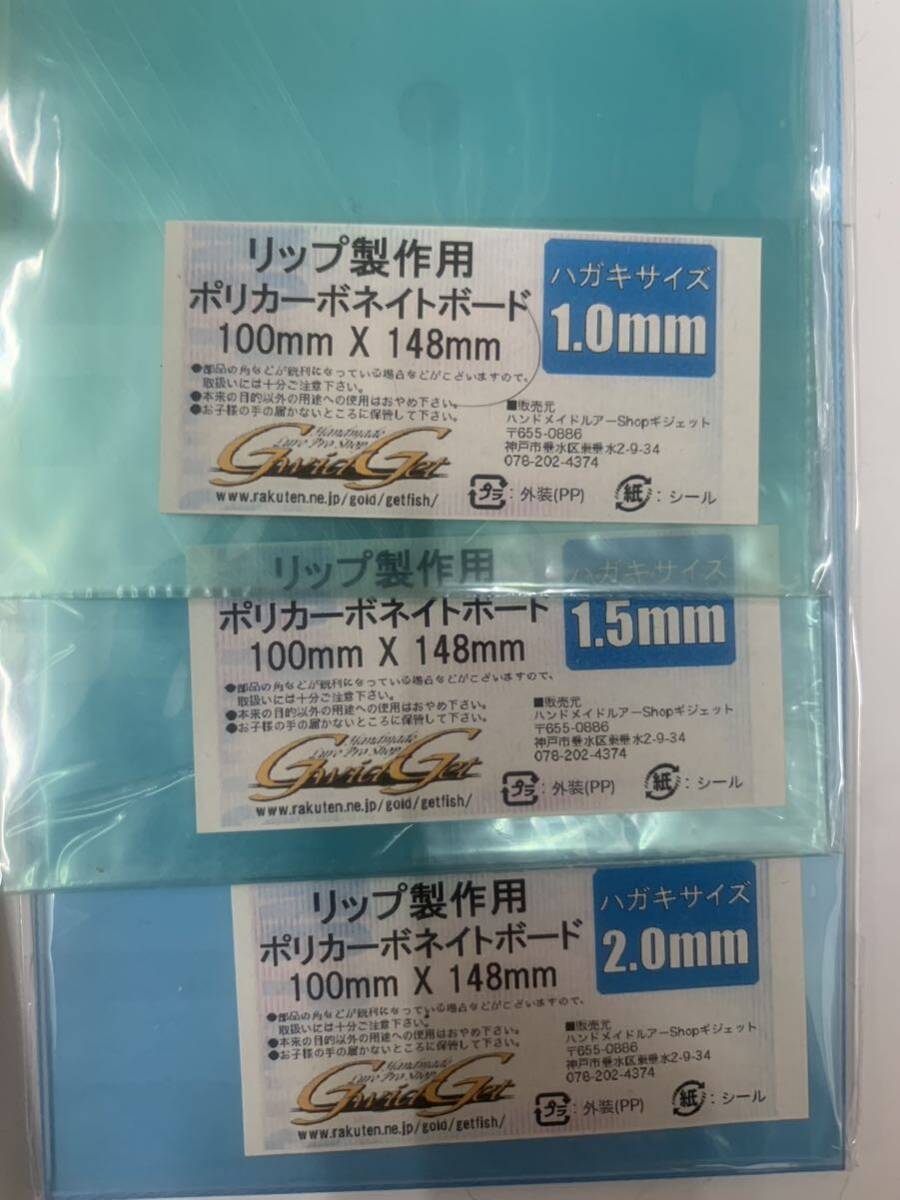 リップ製作用
ポリカーボネイトボード
100mm X 148mm
ハガキサイズ
1.0mm
●部品の角などが鋭利になっている場合などがございますので、
取扱いには十分ご注意下さい。
●本来の目的以外の用途への使用はおやめ下さい。
●お子様の手の届かないところに保管して下さい。
■販売元
ハンドメイドルアーShopギジェット
〒655-0886
神戸市垂水区東垂水2-9-34
078-202-4374
Handmade
Lure Pro Shop
GwidGet
www.rakuten.ne.jp/gold/getfish/
プラ:外装(PP)
紙:シール
リップ製作用
ポリカーボネイトボード
100mm X 148mm
ハガキサイズ
1.5mm
●部品の角などが鋭利になっている場合などがございますので、
取扱いには十分ご注意下さい。
●本来の目的以外の用途への使用はおやめ下さい。
●お子様の手の届かないところに保管して下さい。
■販売元
ハンドメイドルアーShopギジェット
〒655-0886
神戸市垂水区東垂水2-9-34
078-202-4374
Handmade
Lure Pro Shop
GwidGet
www.rakuten.ne.jp/gold/getfish/
プラ:外装(PP)
紙:シール
リップ製作用
ポリカーボネイトボード
100mm X 148mm
ハガキサイズ
2.0mm
●部品の角などが鋭利になっている場合などがございますので、
取扱いには十分ご注意下さい。
●本来の目的以外の用途への使用はおやめ下さい。
●お子様の手の届かないところに保管して下さい。
■販売元
ハンドメイドルアーShopギジェット
〒655-0886
神戸市垂水区東垂水2-9-34
078-202-4374
Handmade
Lure Pro Shop
GwidGet
www.rakuten.ne.jp/gold/getfish/
プラ:外装(PP)
紙:シール